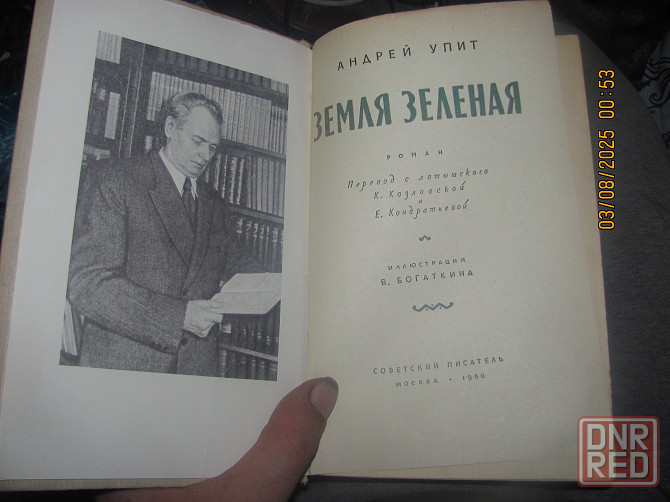 АНДРЕЙ УПИТ
ЗЕМЛЯ ЗЕЛЕНАЯ
РОМАН
Перевод с латышского
К. Козловской
и
Е. Кондратьевой
ИЛЛЮСТРАЦИИ
В. БОГАТКИНА
СОВЕТСКИЙ ПИСАТЕЛЬ
МОСКВА • 1960
03/08/2025 00:53
DNR
RED